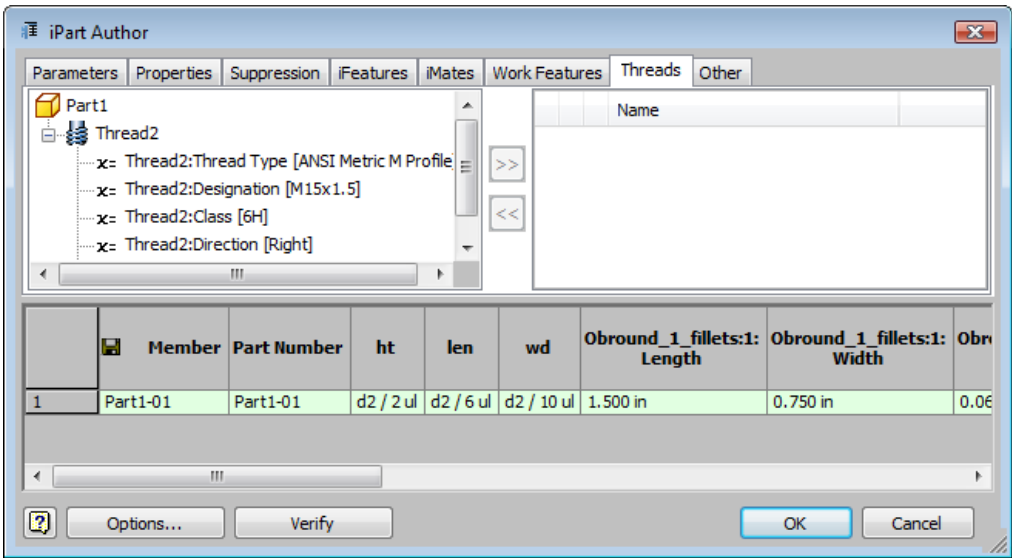 iPart Author
Parameters Properties Suppression iFeatures iMates Work Features Threads Other
Part1
Thread2
x= Thread2:Thread Type [ANSI Metric M Profile]
x= Thread2:Designation [M15x1.5]
x= Thread2:Class [6H]
x= Thread2:Direction [Right]
>>
<<
Name
Member Part Number ht len wd Obround_1_fillets:1: Length Obround_1_fillets:1: Width
1 Part1-01 Part1-01 d2 / 2 ul d2 / 6 ul d2 / 10 ul 1.500 in 0.750 in 0.06
? Options... Verify OK Cancel